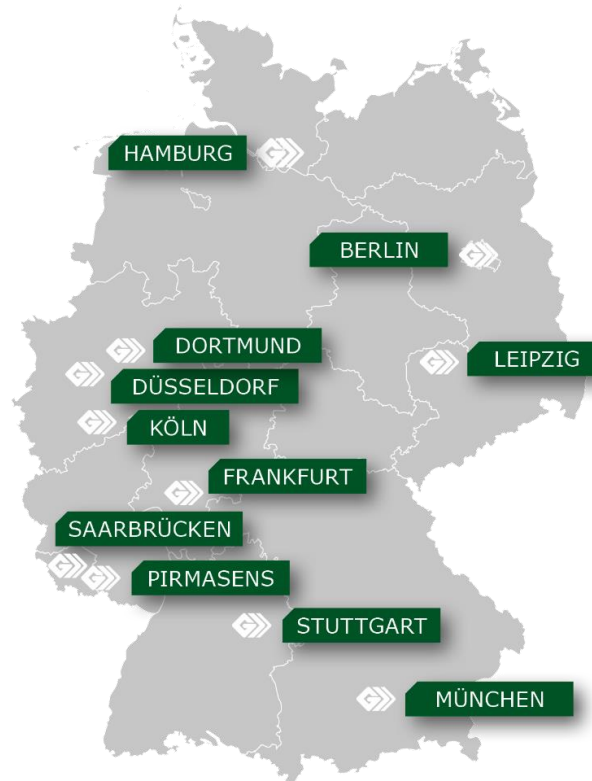 HAMBURG
BERLIN
DORTMUND
LEIPZIG
DÜSSELDORF
KÖLN
FRANKFURT
SAARBRÜCKEN
PIRMASENS
STUTTGART
MÜNCHEN